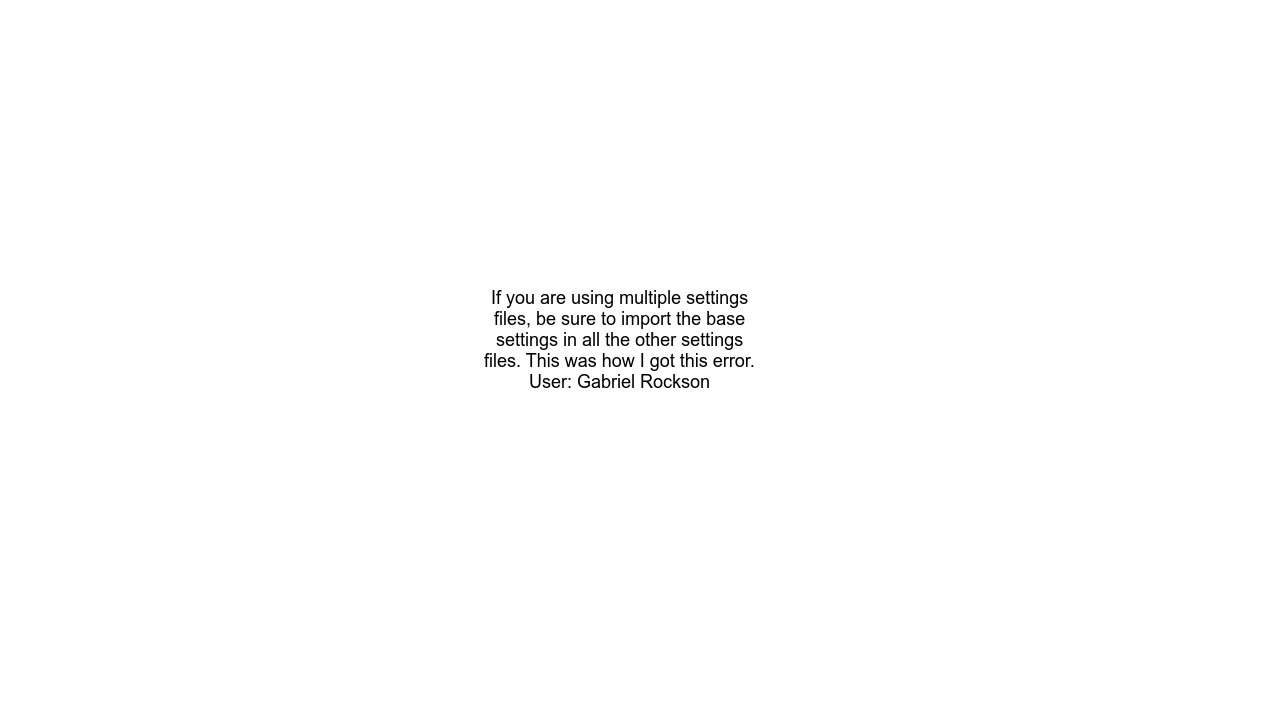 If you are using multiple settings
files, be sure to import the base
settings in all the other settings
files. This was how I got this error.
User: Gabriel Rockson